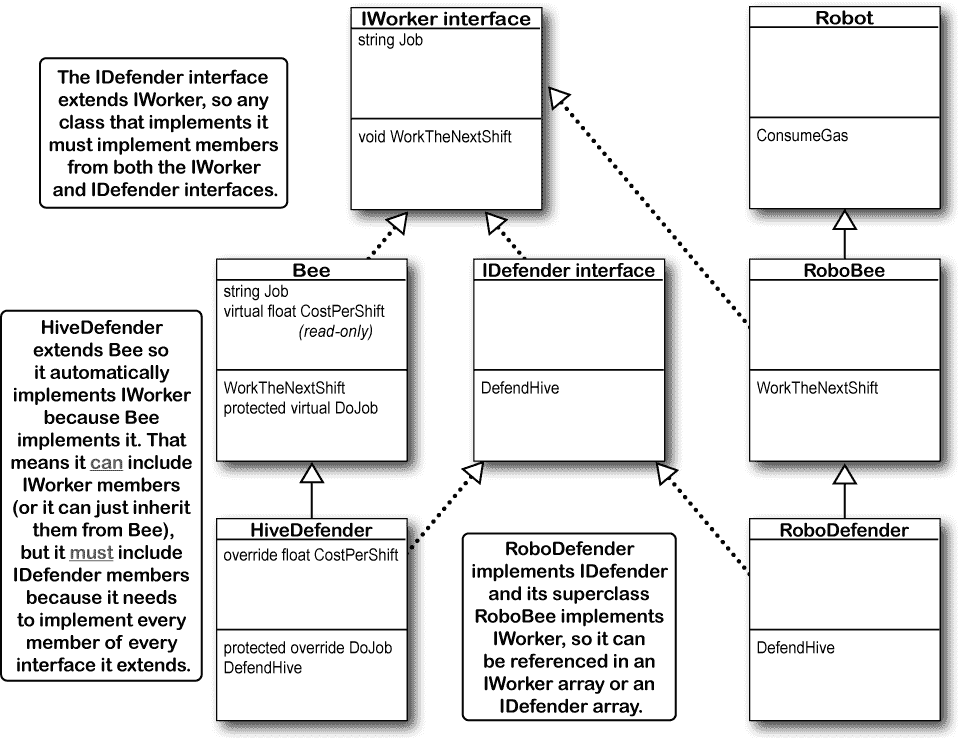 IWorker interface
string Job
void WorkTheNextShift
Robot
ConsumeGas
The IDefender interface
extends IWorker, so any
class that implements it
must implement members
from both the IWorker
and IDefender interfaces.
Bee
string Job
virtual float CostPerShift
(read-only)
WorkTheNextShift
protected virtual DoJob
IDefender interface
DefendHive
RoboBee
WorkTheNextShift
HiveDefender
extends Bee so
it automatically
implements IWorker
because Bee
implements it. That
means it can include
IWorker members
(or it can just inherit
them from Bee),
but it must include
IDefender members
because it needs
to implement every
member of every
interface it extends.
HiveDefender
override float CostPerShift
protected override DoJob
DefendHive
RoboDefender
implements IDefender
and its superclass
RoboBee implements
IWorker, so it can
be referenced in an
IWorker array or an
IDefender array.
RoboDefender
DefendHive